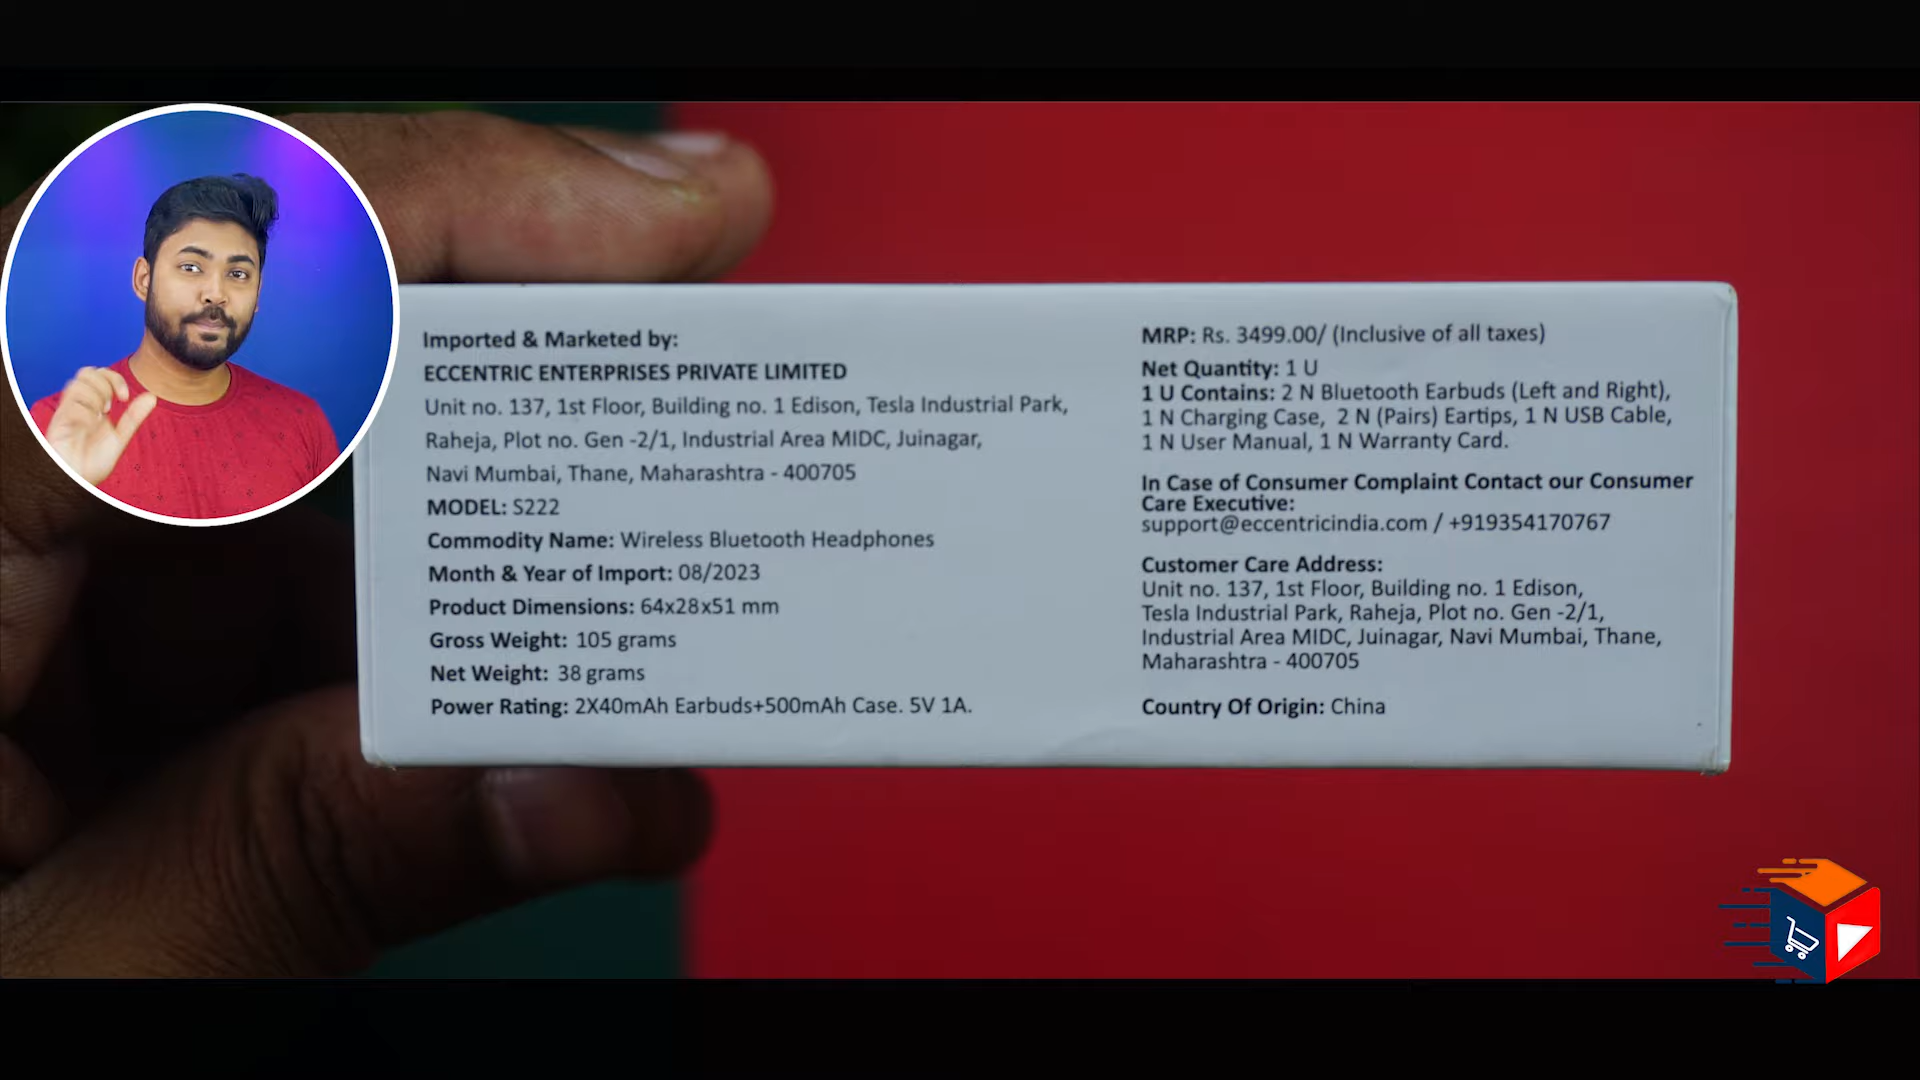 Imported & Marketed by:
ECCENTRIC ENTERPRISES PRIVATE LIMITED
Unit no. 137, 1st Floor, Building no. 1 Edison, Tesla Industrial Park,
Raheja, Plot no. Gen -2/1, Industrial Area MIDC, Juinagar,
Navi Mumbai, Thane, Maharashtra - 400705
MODEL: S222
Commodity Name: Wireless Bluetooth Headphones
Month & Year of Import: 08/2023
Product Dimensions: 64x28x51 mm
Gross Weight: 105 grams
Net Weight: 38 grams
Power Rating: 2X40mAh Earbuds+500mAh Case. 5V 1A.
MRP: Rs. 3499.00/ (Inclusive of all taxes)
Net Quantity: 1 U
1 U Contains: 2 N Bluetooth Earbuds (Left and Right),
1 N Charging Case, 2 N (Pairs) Eartips, 1 N USB Cable,
1 N User Manual, 1 N Warranty Card.
In Case of Consumer Complaint Contact our Consumer
Care Executive:
support@eccentricindia.com / +919354170767
Customer Care Address:
Unit no. 137, 1st Floor, Building no. 1 Edison,
Tesla Industrial Park, Raheja, Plot no. Gen -2/1,
Industrial Area MIDC, Juinagar, Navi Mumbai, Thane,
Maharashtra - 400705
Country Of Origin: China